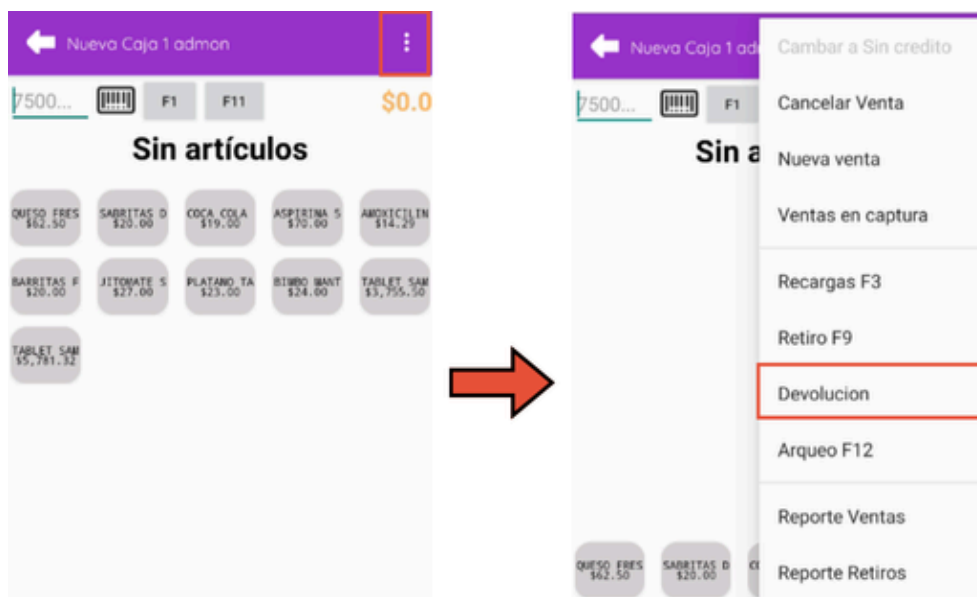 Nueva Caja 1 admon
7500...
F1
F11
$0.0
Sin artículos
QUESO FRES
$62.50
SABRITAS D
$20.00
COCA COLA
$19.00
ASPIRINA S
$70.00
AMOXICILIN
$14.29
BARRITAS F
$20.00
JITOMATE S
$27.00
PLATANO TA
$23.00
BIMBO MANT
$24.00
TABLET SAM
$3,755.50
TABLET SAM
$5,781.32
Nueva Caja 1 ad
7500...
F1
Sin a
QUESO FRES
$62.50
SABRITAS D
$20.00
Cambar a Sin credito
Cancelar Venta
Nueva venta
Ventas en captura
Recargas F3
Retiro F9
Devolucion
Arqueo F12
Reporte Ventas
Reporte Retiros